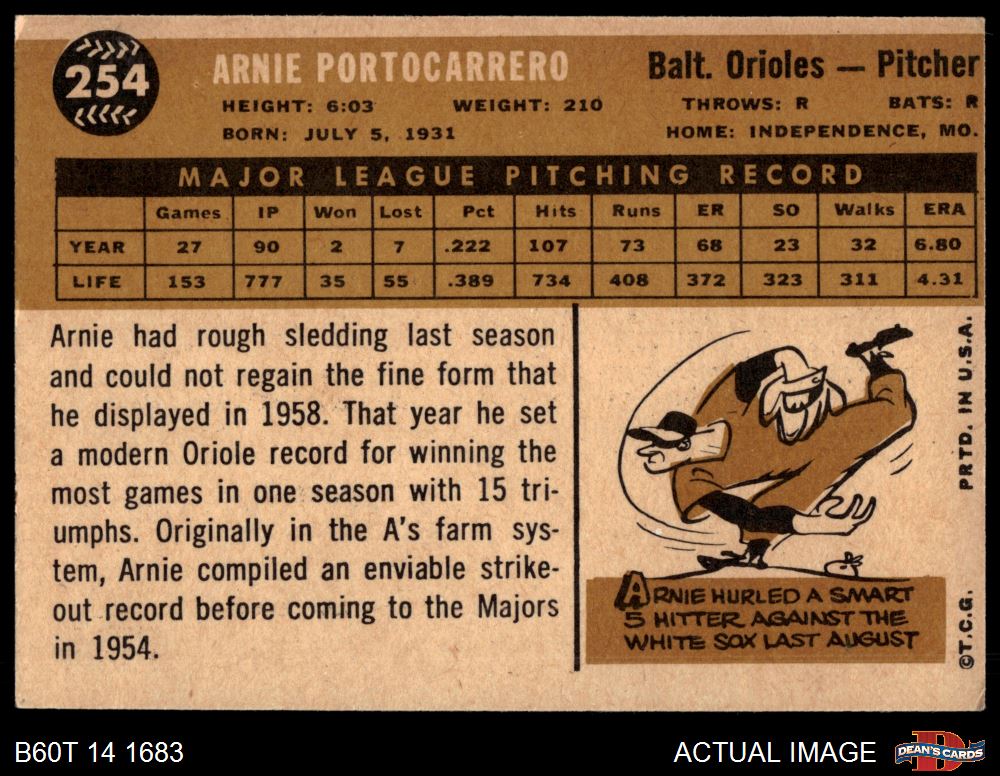 254
ARNIE PORTOCARRERO
Balt. Orioles — Pitcher
HEIGHT: 6:03 WEIGHT: 210 THROWS: R BATS: R
BORN: JULY 5, 1931 HOME: INDEPENDENCE, MO.
MAJOR LEAGUE PITCHING RECORD
Games IP Won Lost Pct Hits Runs ER SO Walks ERA
YEAR 27 90 2 7 .222 107 73 68 23 32 6.80
LIFE 153 777 35 55 .389 734 408 372 323 311 4.31
Arnie had rough sledding last season
and could not regain the fine form that
he displayed in 1958. That year he set
a modern Oriole record for winning the
most games in one season with 15 tri-
umphs. Originally in the A's farm sys-
tem, Arnie compiled an enviable strike-
out record before coming to the Majors
in 1954.
ARNIE HURLED A SMART
5 HITTER AGAINST THE
WHITE SOX LAST AUGUST
©T.C.G. PRTD. IN U.S.A.
B60T 14 1683
ACTUAL IMAGE
DEAN'S CARDS